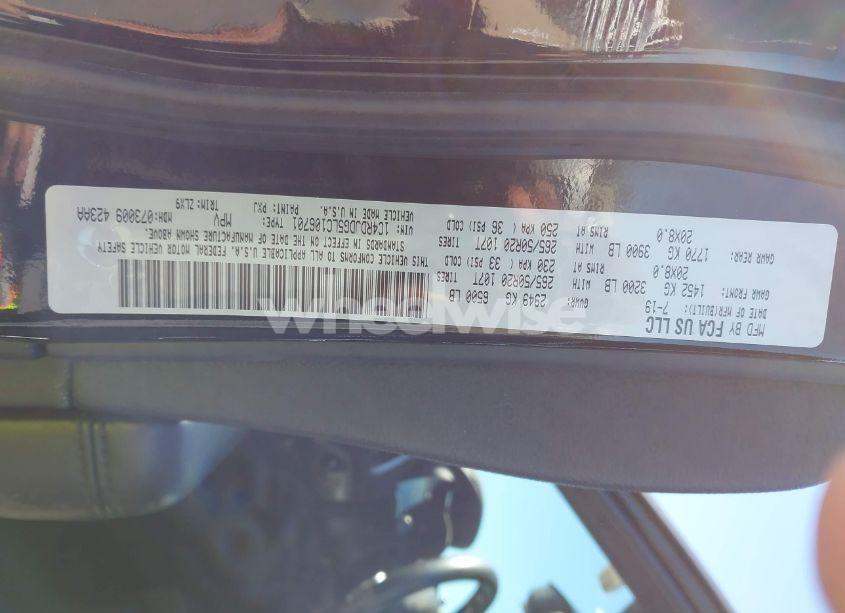 MFD BY FCA US LLC
DATE OF MFR(BUILT): 7-19
GVWR: 2949 KG 6500 LB
GAWR FRONT: 1452 KG 3200 LB WITH 265/50R20 107T TIRES
20X8.0 RIMS AT 230 KPA ( 33 PSI) COLD
GAWR REAR: 1770 KG 3900 LB WITH 265/50R20 107T TIRES
20X8.0 RIMS AT 250 KPA ( 36 PSI) COLD
THIS VEHICLE CONFORMS TO ALL APPLICABLE U.S.A. FEDERAL MOTOR VEHICLE SAFETY
STANDARDS IN EFFECT ON THE DATE OF MANUFACTURE SHOWN ABOVE.
VIN: 1C4RDJDG5LC106701 TYPE: MPV MDH:073009 423AA
VEHICLE MADE IN U.S.A. PAINT: PXJ TRIM: ZLX9
wheelwise